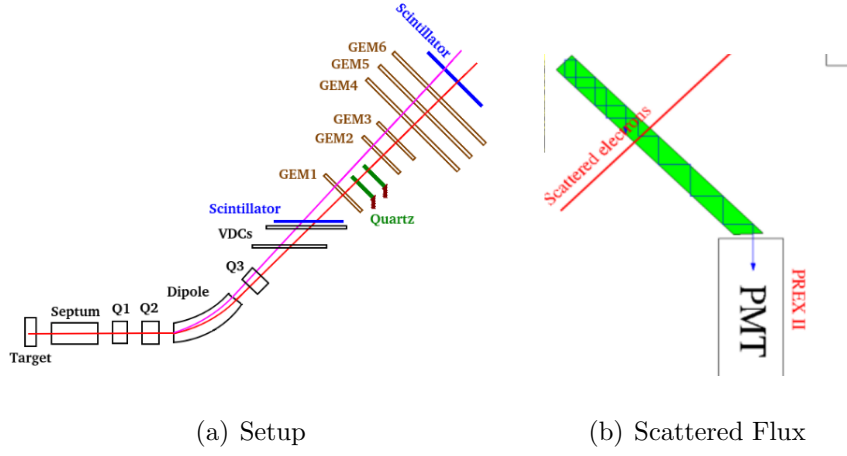 Scintillator
GEM6
GEM5
GEM4
GEM3
GEM2
GEM1
Quartz
Scintillator
VDCs
Q3
Dipole
Septum
Q1
Q2
Target
Scattered electrons
PMT
PREX II
(a) Setup
(b) Scattered Flux